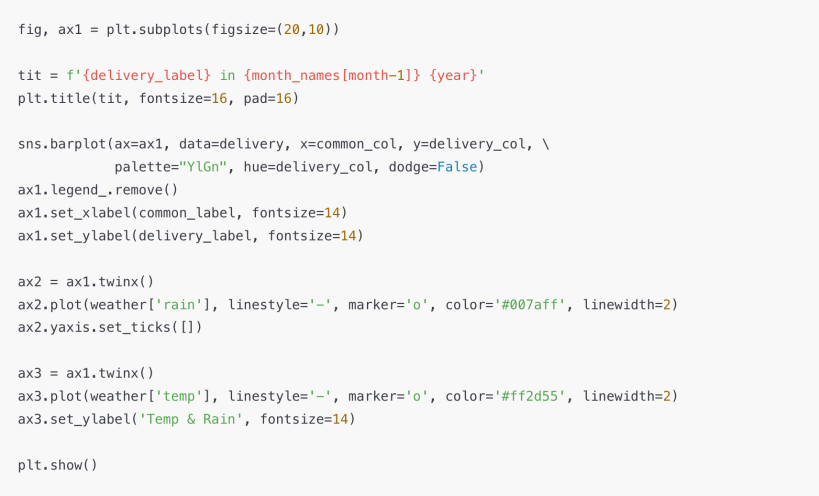 fig, ax1 = plt.subplots(figsize=(20,10))
tit = f'{delivery_label} in {month_names[month-1]} {year}'
plt.title(tit, fontsize=16, pad=16)
sns.barplot(ax=ax1, data=delivery, x=common_col, y=delivery_col, \
            palette="YlGn", hue=delivery_col, dodge=False)
ax1.legend_.remove()
ax1.set_xlabel(common_label, fontsize=14)
ax1.set_ylabel(delivery_label, fontsize=14)
ax2 = ax1.twinx()
ax2.plot(weather['rain'], linestyle='-', marker='o', color='#007aff', linewidth=2)
ax2.yaxis.set_ticks([])
ax3 = ax1.twinx()
ax3.plot(weather['temp'], linestyle='-', marker='o', color='#ff2d55', linewidth=2)
ax3.set_ylabel('Temp & Rain', fontsize=14)
plt.show()